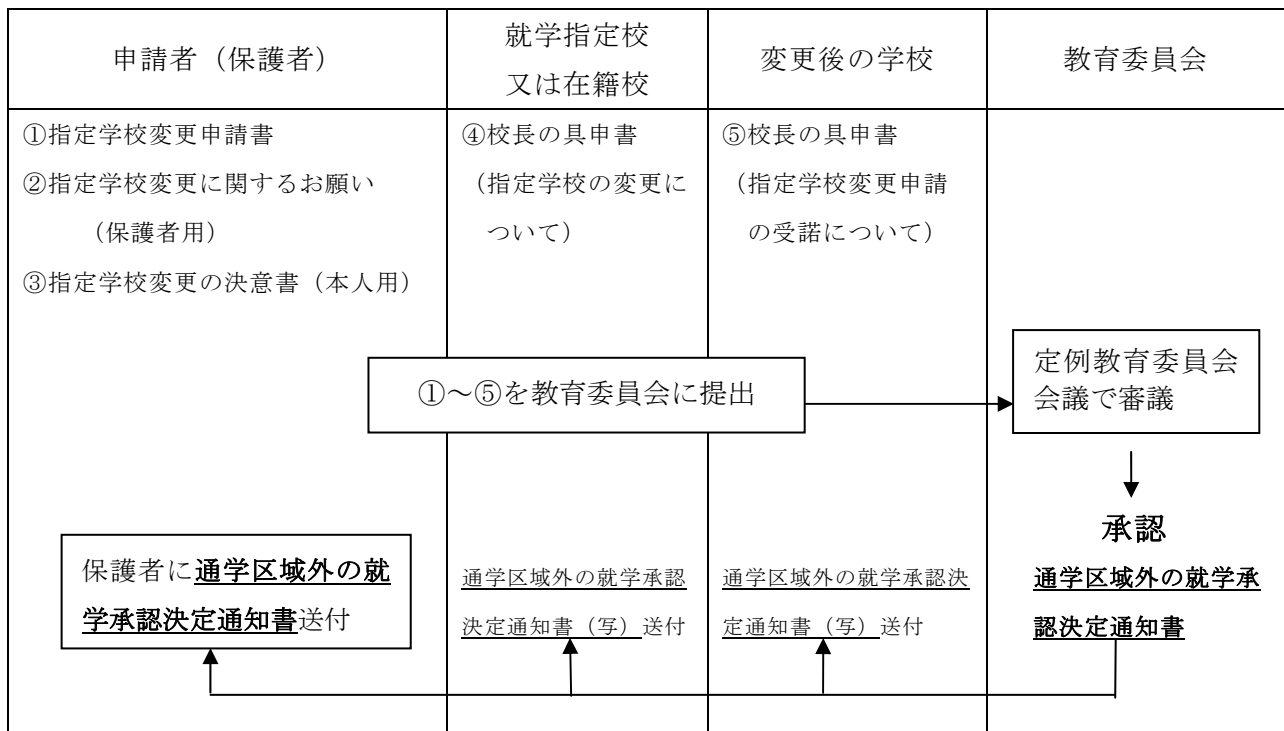 申請者（保護者）
就学指定校
又は在籍校
変更後の学校
教育委員会
①指定学校変更申請書
②指定学校変更に関するお願い
（保護者用）
③指定学校変更の決意書（本人用）
④校長の具申書
（指定学校の変更に
ついて）
⑤校長の具申書
（指定学校変更申請
の受諾について）
①～⑤を教育委員会に提出
定例教育委員会
会議で審議
承認
通学区域外の就学承
認決定通知書
保護者に通学区域外の就
学承認決定通知書送付
通学区域外の就学承認
決定通知書（写）送付
通学区域外の就学承認決
定通知書（写）送付